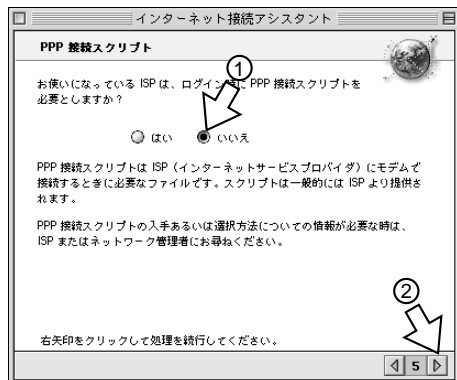 インターネット接続アシスタント
PPP 接続スクリプト
①
お使いになっている ISP は、ログイン時に PPP 接続スクリプトを
必要としますか？
はい いいえ
PPP 接続スクリプトは ISP（インターネットサービスプロバイダ）にモデムで
接続するときに必要なファイルです。スクリプトは一般的には ISP より提供さ
れます。
PPP 接続スクリプトの入手あるいは選択方法についての情報が必要な時は、
ISP またはネットワーク管理者にお尋ねください。
②
右矢印をクリックして処理を続行してください。
5